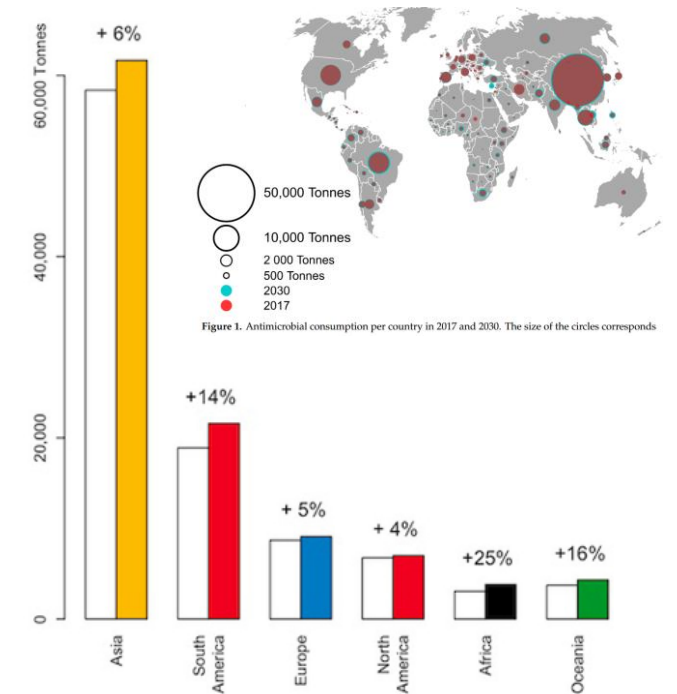 60,000 Tonnes
40,000
20,000
0
+ 6%
+14%
+ 5%
+ 4%
+25%
+16%
Asia
South
America
Europe
North
America
Africa
Oceania
50,000 Tonnes
10,000 Tonnes
2 000 Tonnes
500 Tonnes
2030
2017
Figure 1. Antimicrobial consumption per country in 2017 and 2030. The size of the circles corresponds